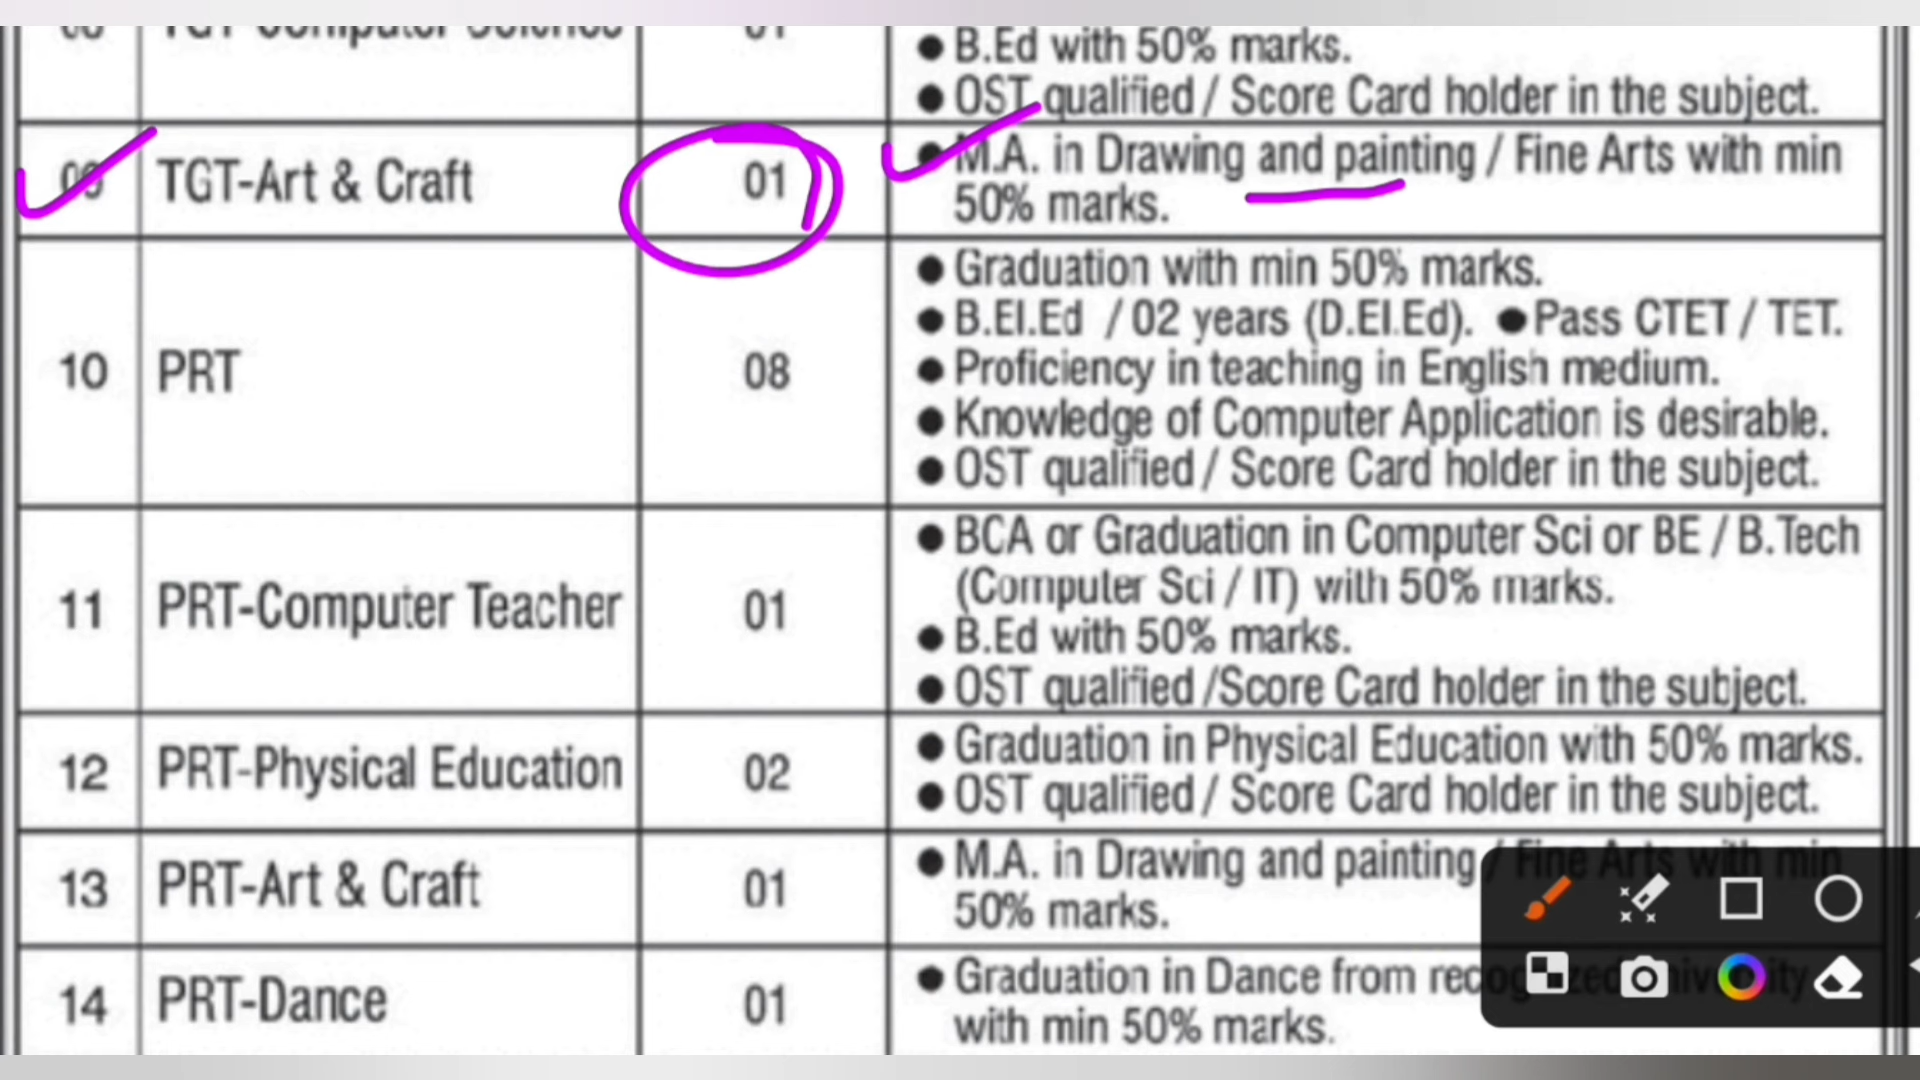 B.Ed with 50% marks.
● OST qualified / Score Card holder in the subject.
09 TGT-Art & Craft 01 ● M.A. in Drawing and painting / Fine Arts with min
50% marks.
● Graduation with min 50% marks.
● B.El.Ed / 02 years (D.El.Ed). ● Pass CTET / TET.
10 PRT 08 ● Proficiency in teaching in English medium.
● Knowledge of Computer Application is desirable.
● OST qualified / Score Card holder in the subject.
● BCA or Graduation in Computer Sci or BE / B.Tech
(Computer Sci / IT) with 50% marks.
11 PRT-Computer Teacher 01
● B.Ed with 50% marks.
● OST qualified /Score Card holder in the subject.
12 PRT-Physical Education 02 ● Graduation in Physical Education with 50% marks.
● OST qualified / Score Card holder in the subject.
13 PRT-Art & Craft 01 ● M.A. in Drawing and painting / Fine Arts with min
50% marks.
14 PRT-Dance 01 ● Graduation in Dance from recognized university
with min 50% marks.